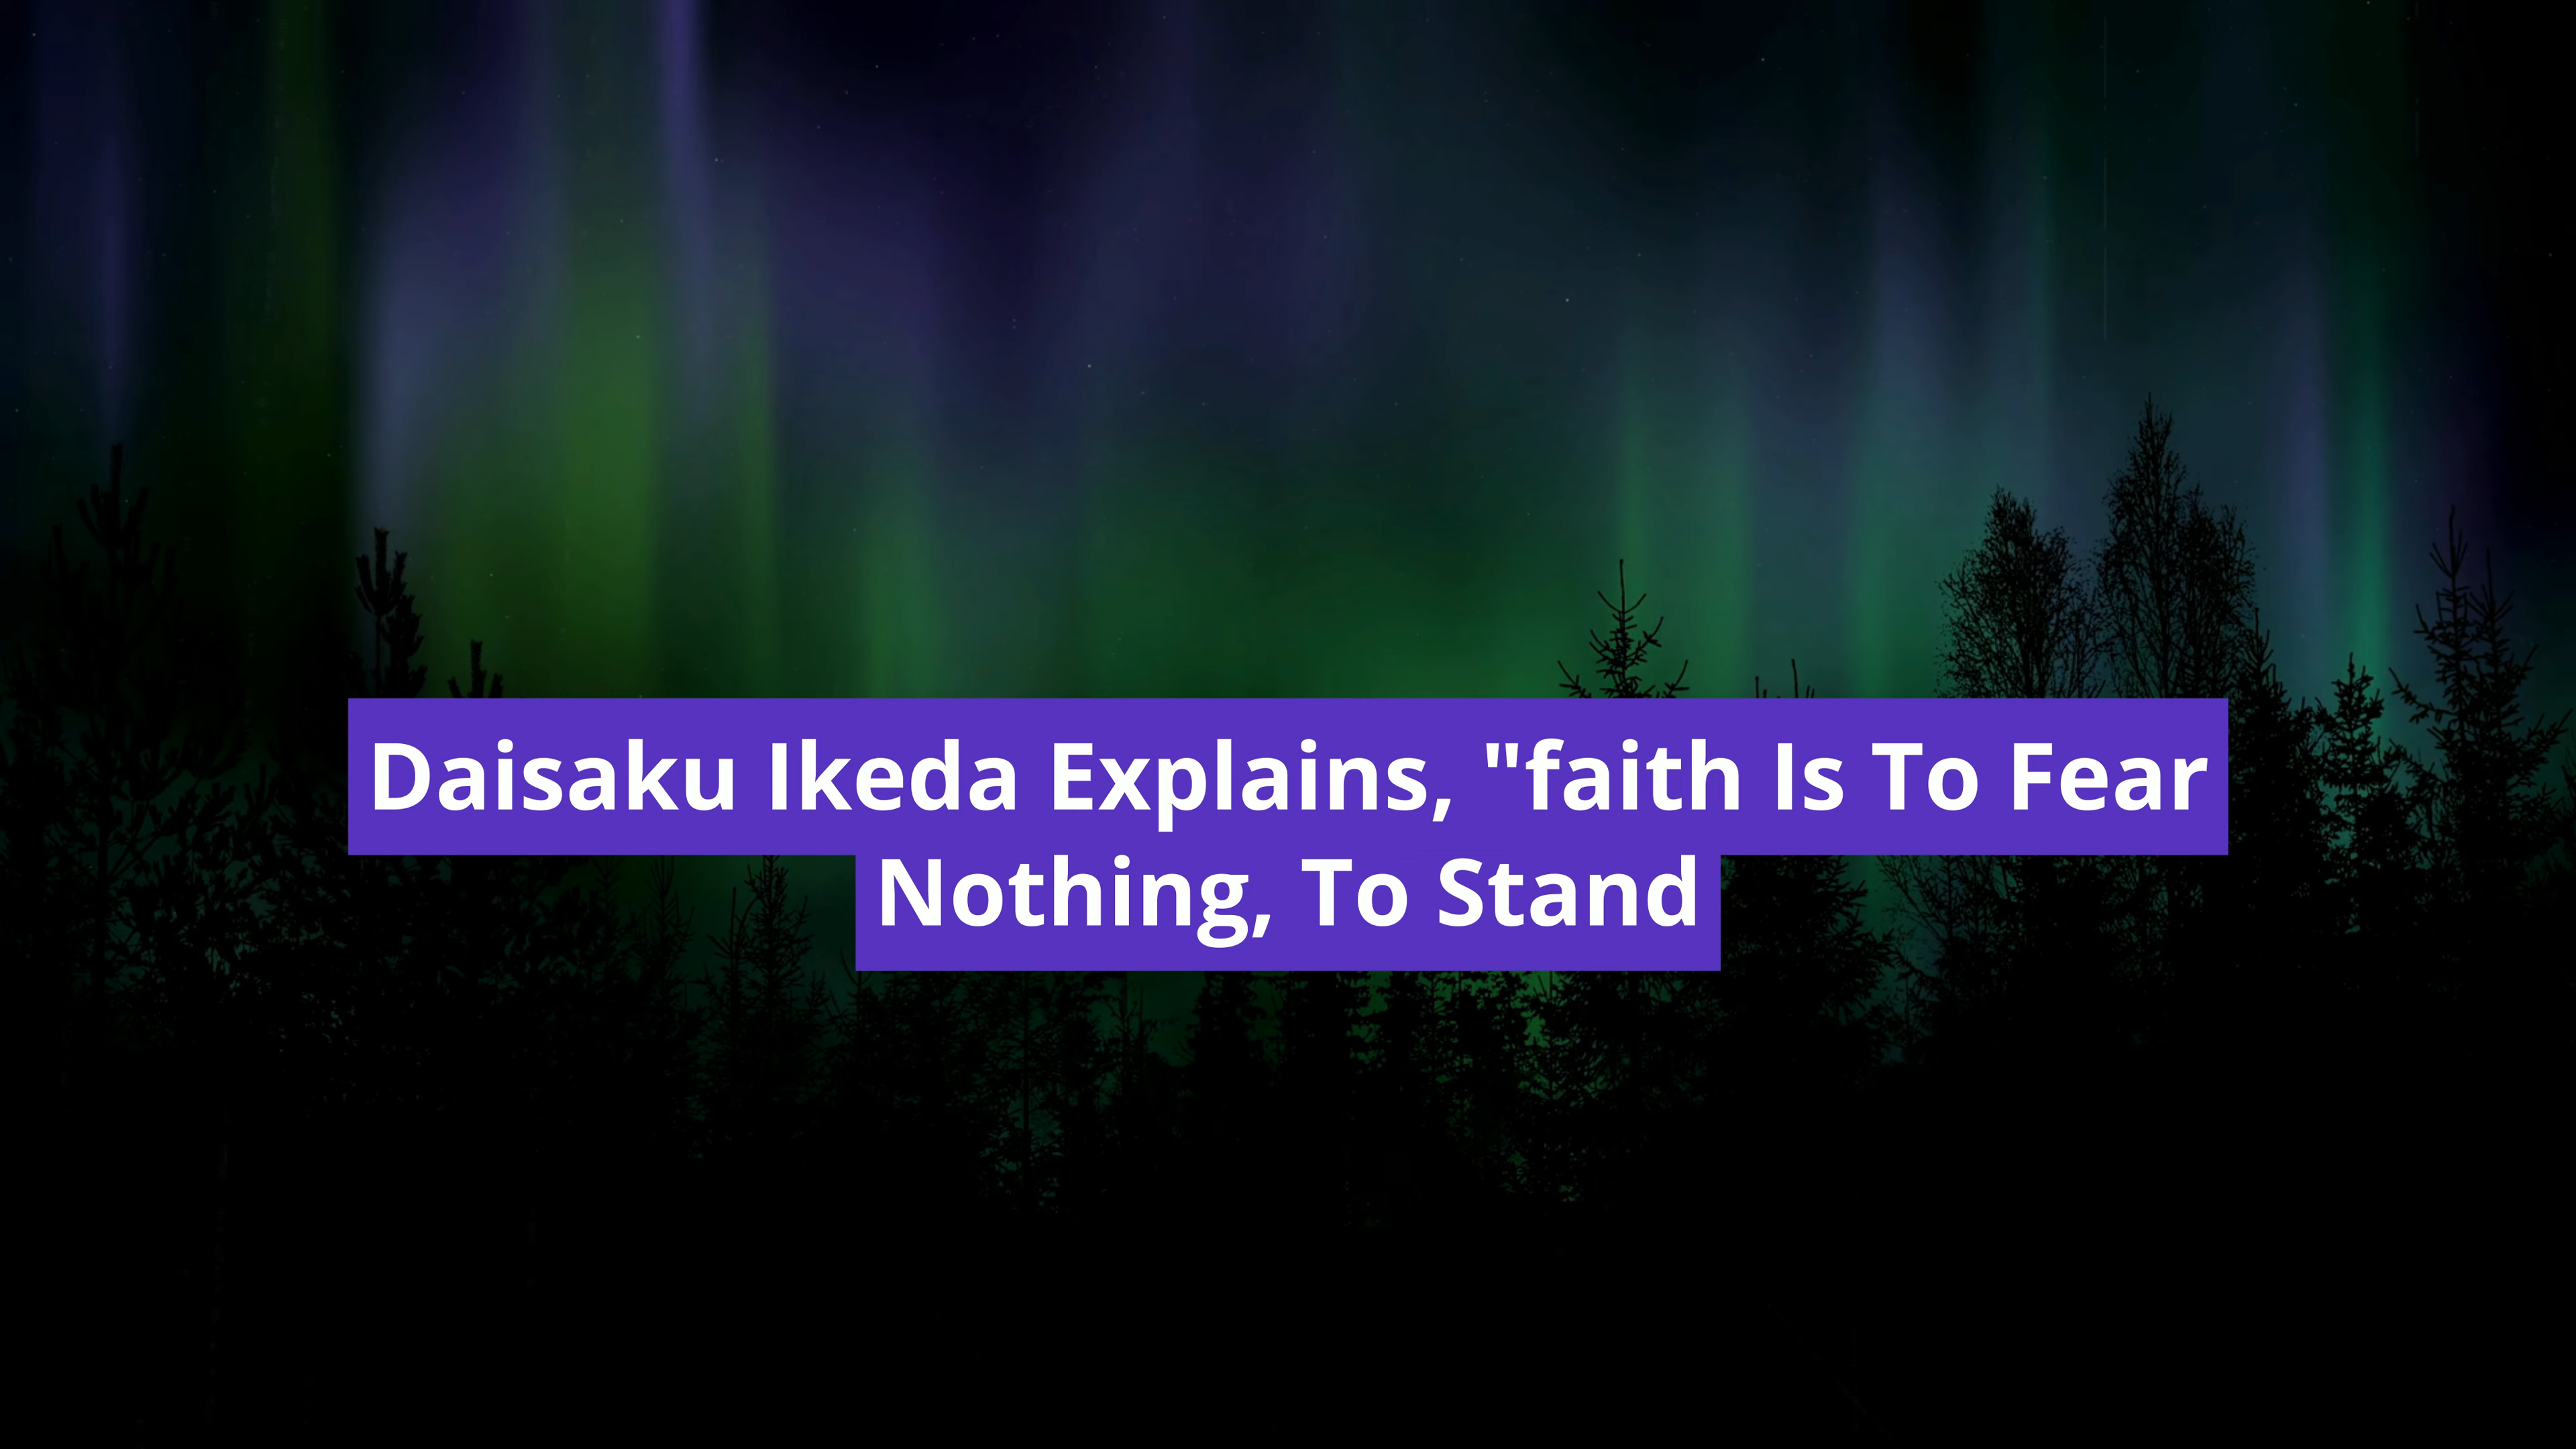 Daisaku Ikeda Explains, "faith Is To Fear
Nothing, To Stand